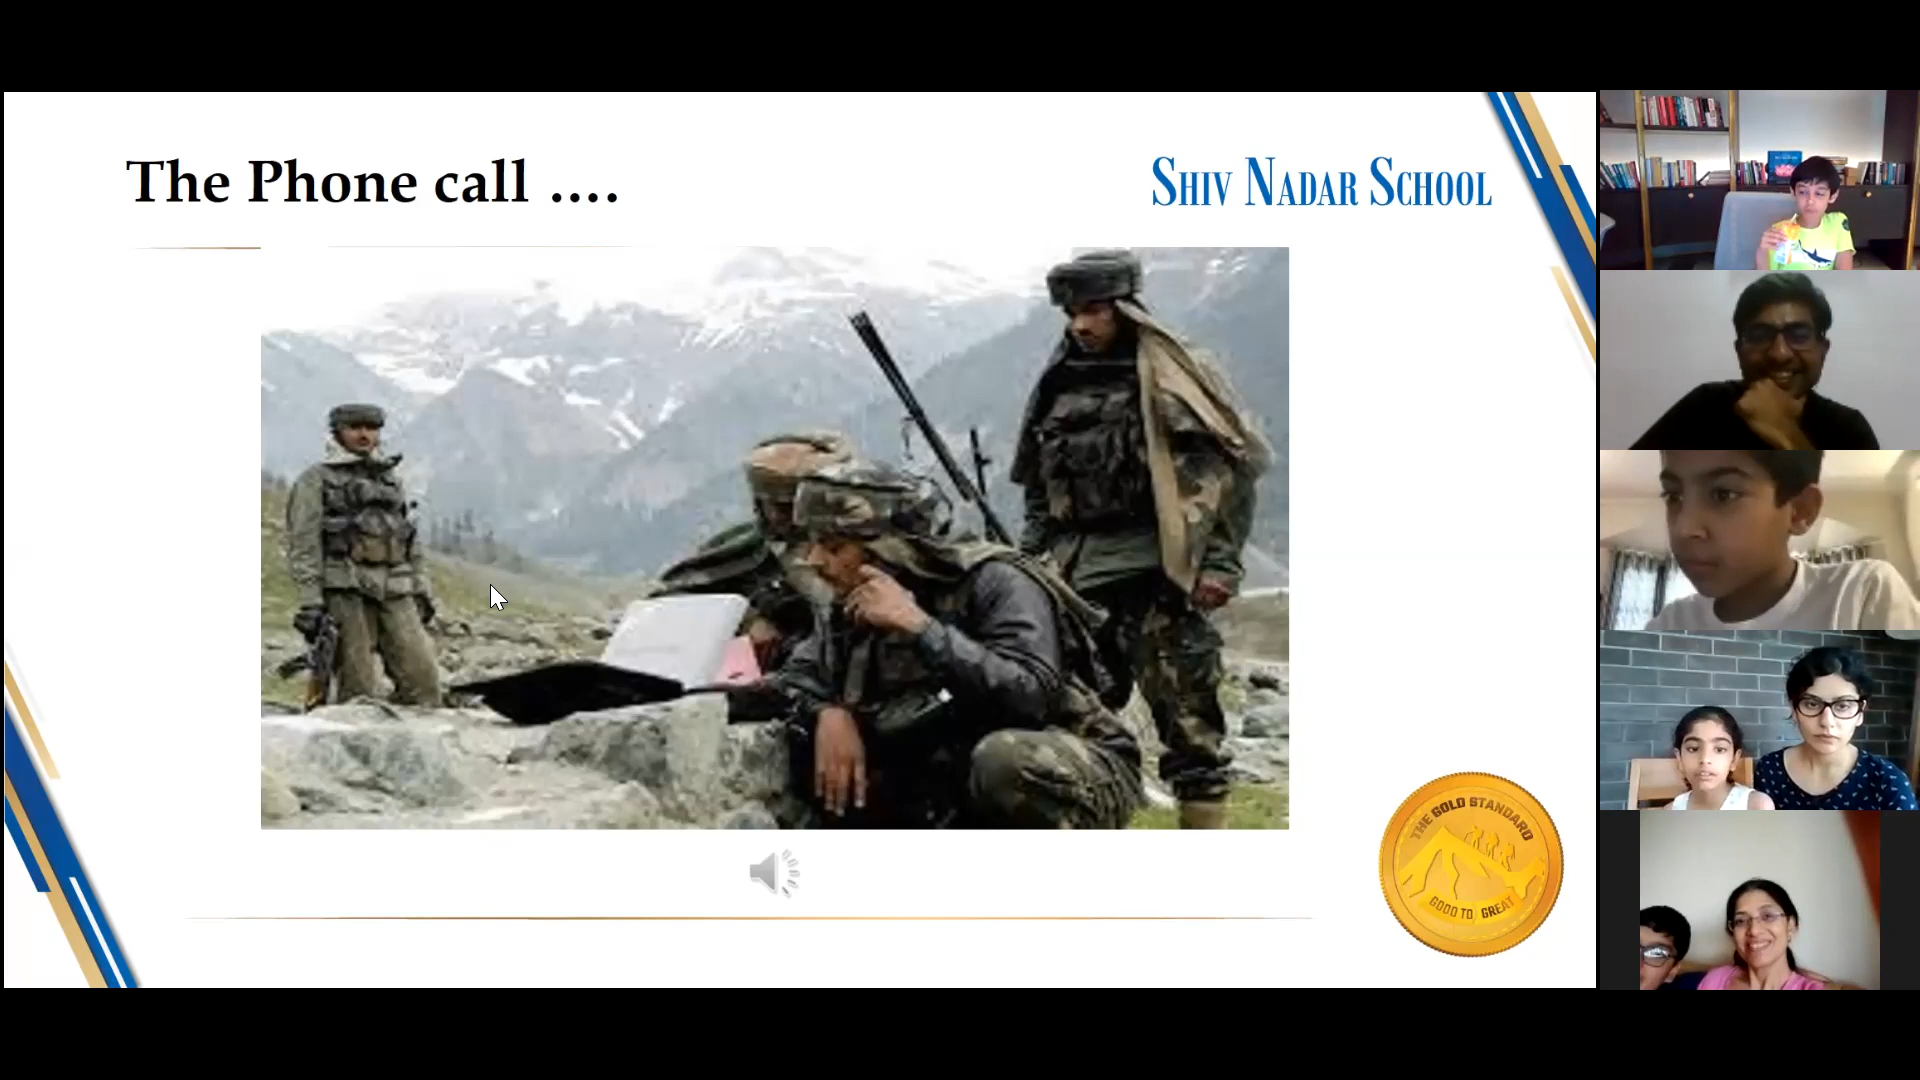 The Phone call ....
SHIV NADAR SCHOOL
THE GOLD STANDARD
GOOD TO GREAT